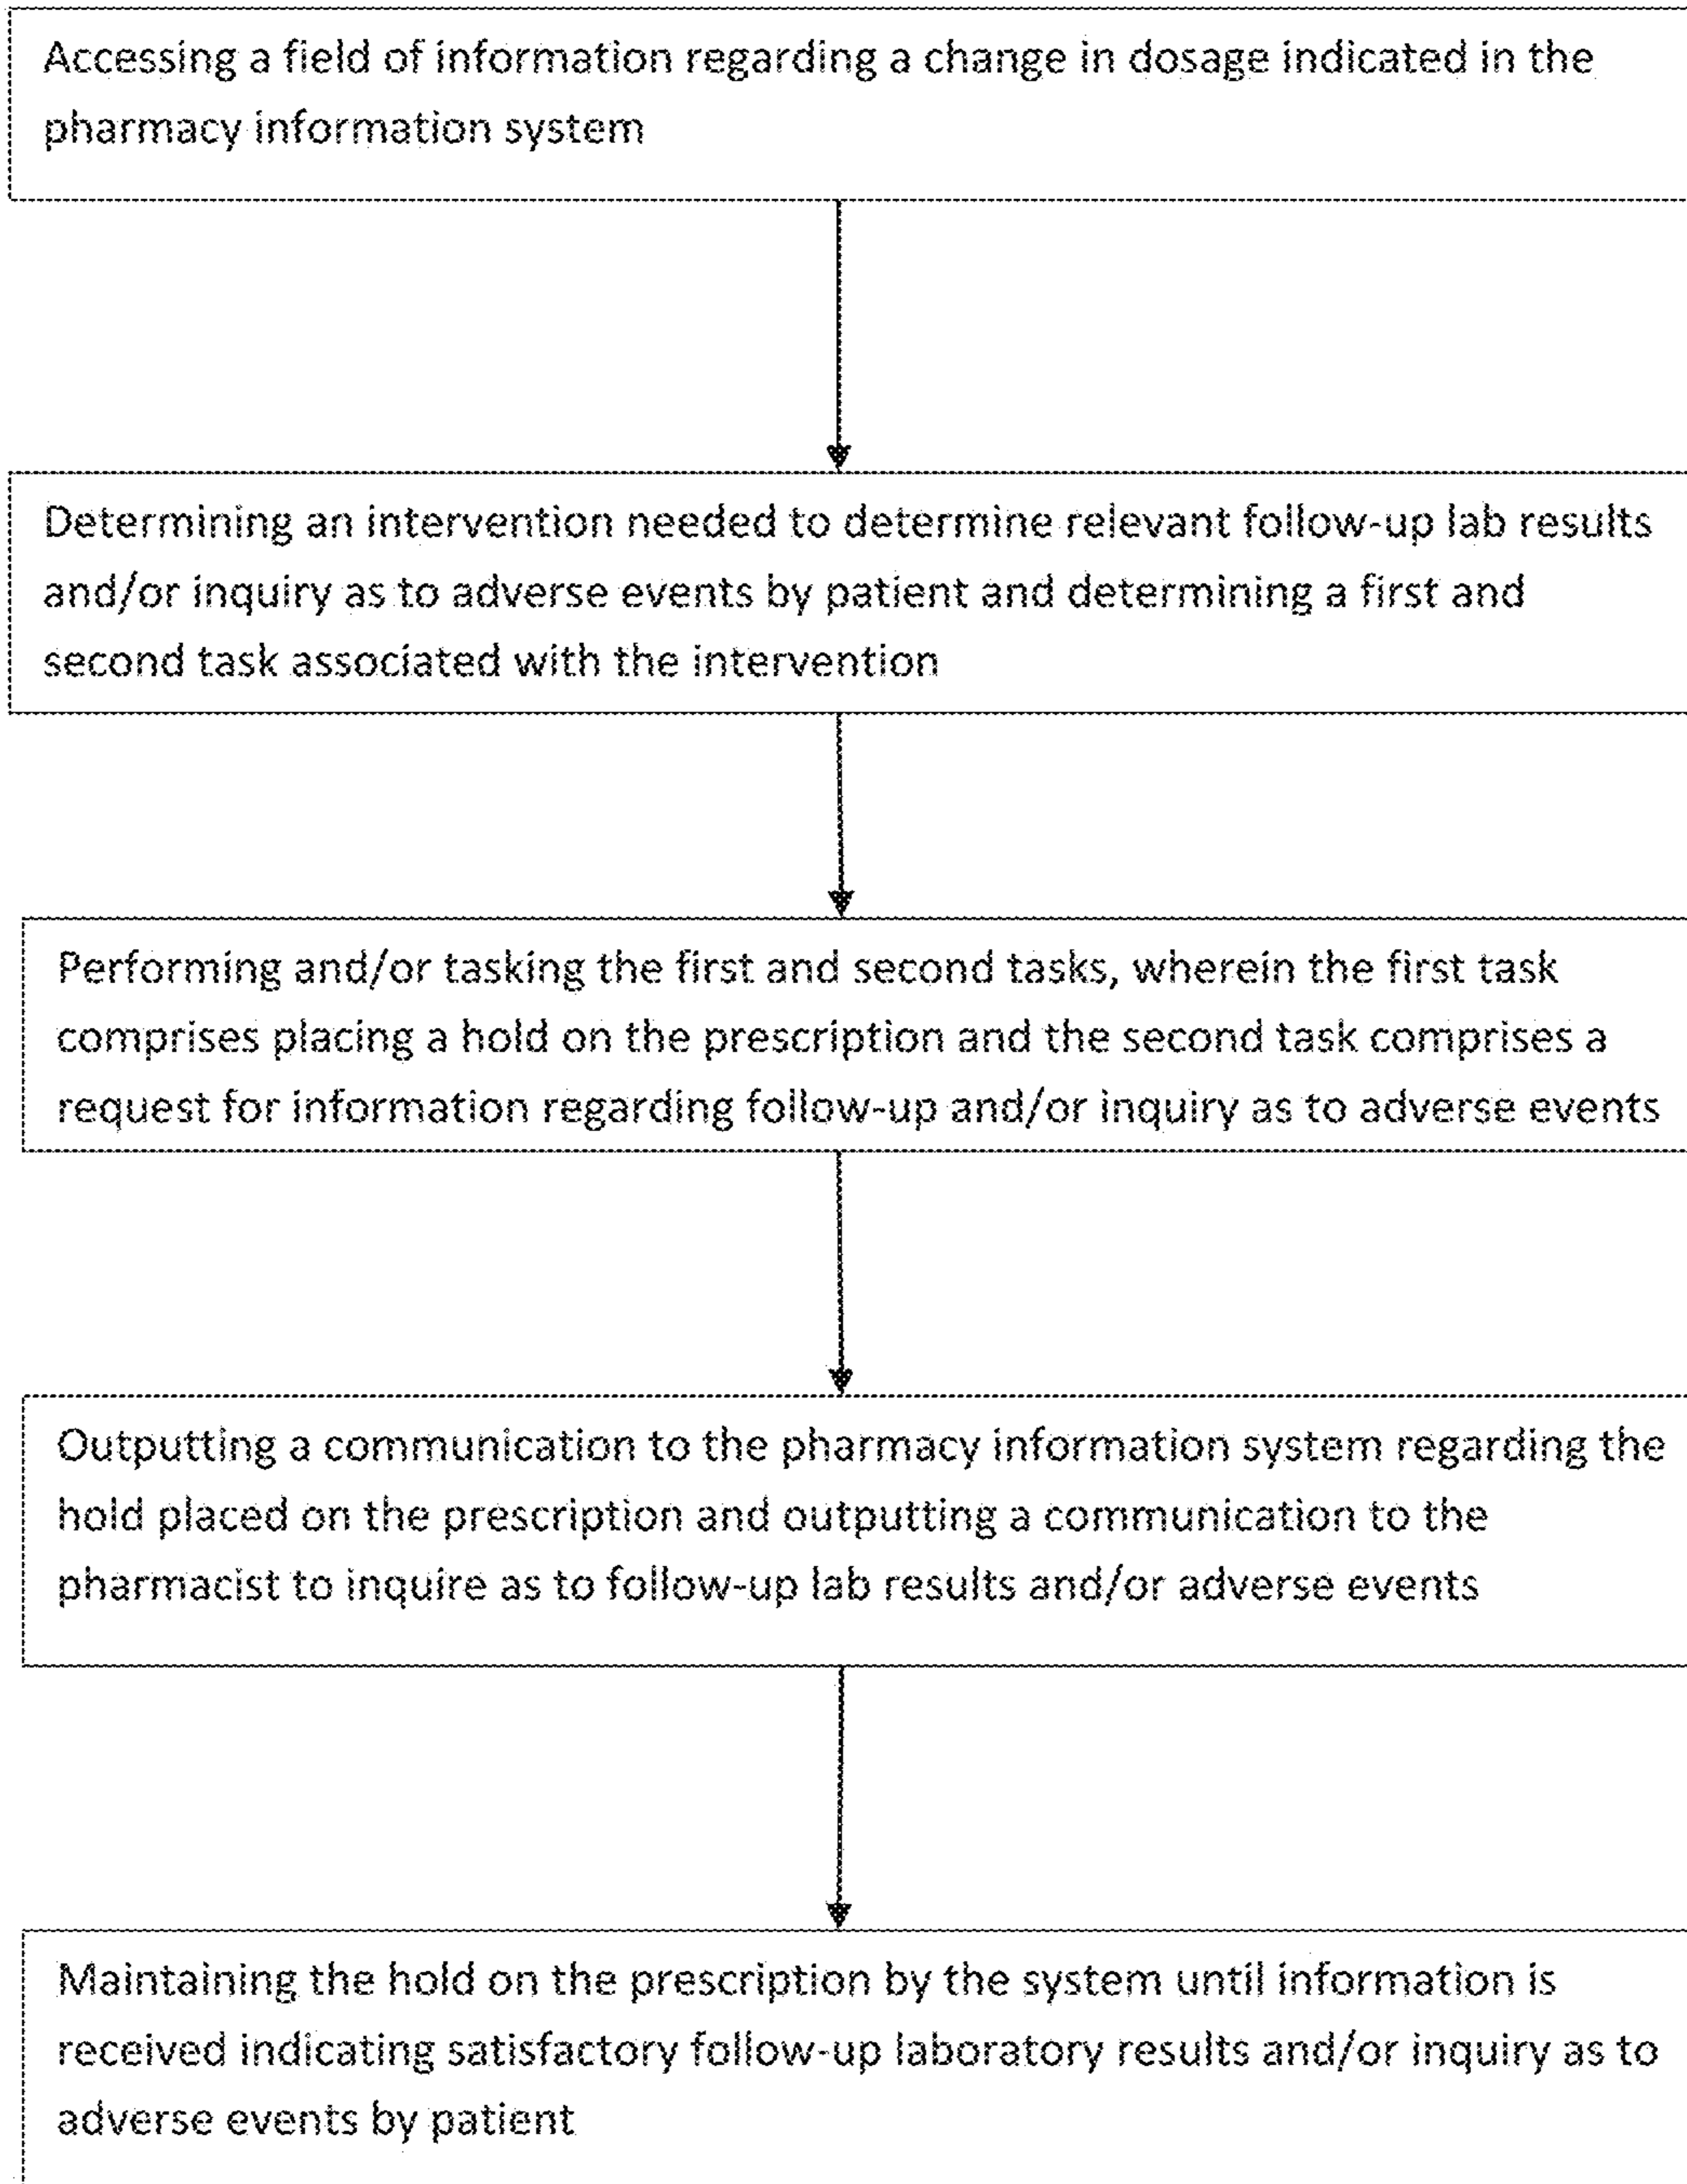 Accessing a field of information regarding a change in dosage indicated in the
pharmacy information system
Determining an intervention needed to determine relevant follow-up lab results
and/or inquiry as to adverse events by patient and determining a first and
second task associated with the intervention
Performing and/or tasking the first and second tasks, wherein the first task
comprises placing a hold on the prescription and the second task comprises a
request for information regarding follow-up and/or inquiry as to adverse events
Outputting a communication to the pharmacy information system regarding the
hold placed on the prescription and outputting a communication to the
pharmacist to inquire as to follow-up lab results and/or adverse events
Maintaining the hold on the prescription by the system until information is
received indicating satisfactory follow-up laboratory results and/or inquiry as to
adverse events by patient